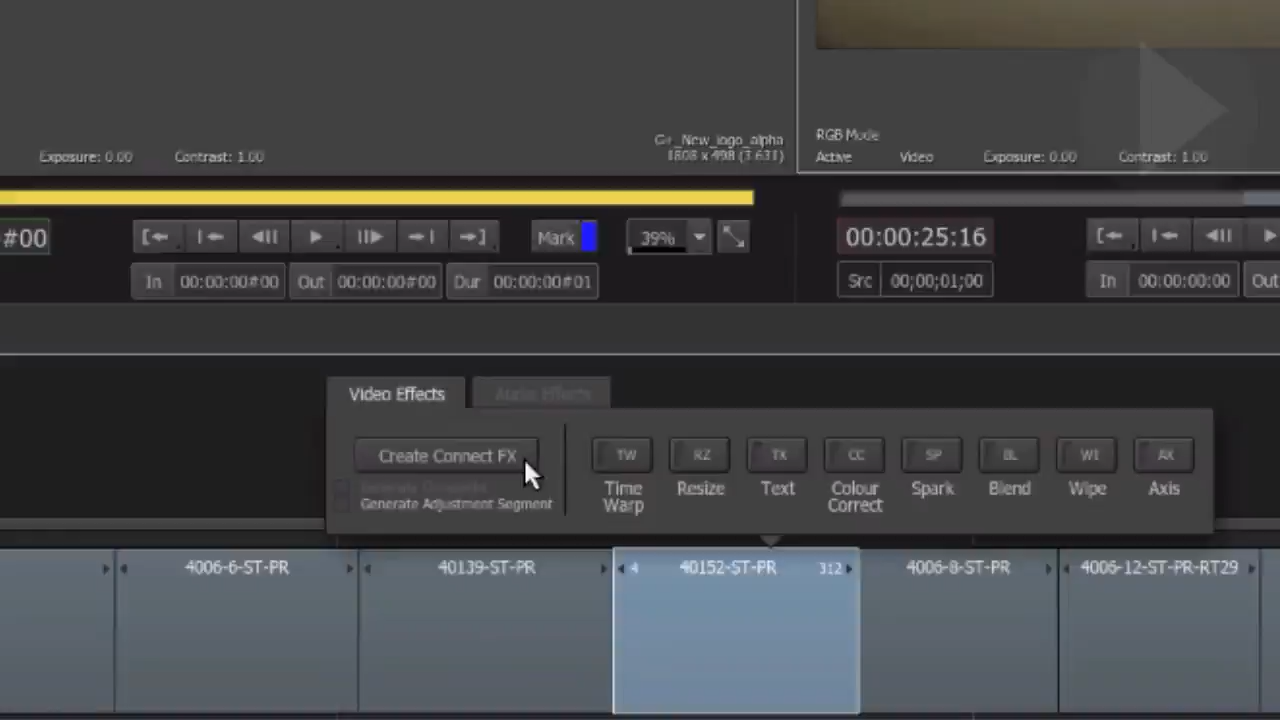 1808 x 498 (3.631)
RGB Mode
Exposure: 0.00 Contrast: 1.00
Active Video Exposure: 0.00 Contrast: 1.00
#00
Mark
39%
00:00:25:16
In 00:00:00#00 Out 00:00:00#00 Dur 00:00:00#01
Src 00;00;01;00
In 00:00:00:00 Out
Video Effects Audio Effects
Create Connect FX
Generate Adjustment Segment
TW RZ TX CC SP BL WI AX
Time Warp
Resize
Text
Colour Correct
Spark
Blend
Wipe
Axis
4006-6-ST-PR 40139-ST-PR 4 40152-ST-PR 312 4006-8-ST-PR 4006-12-ST-PR-RT29